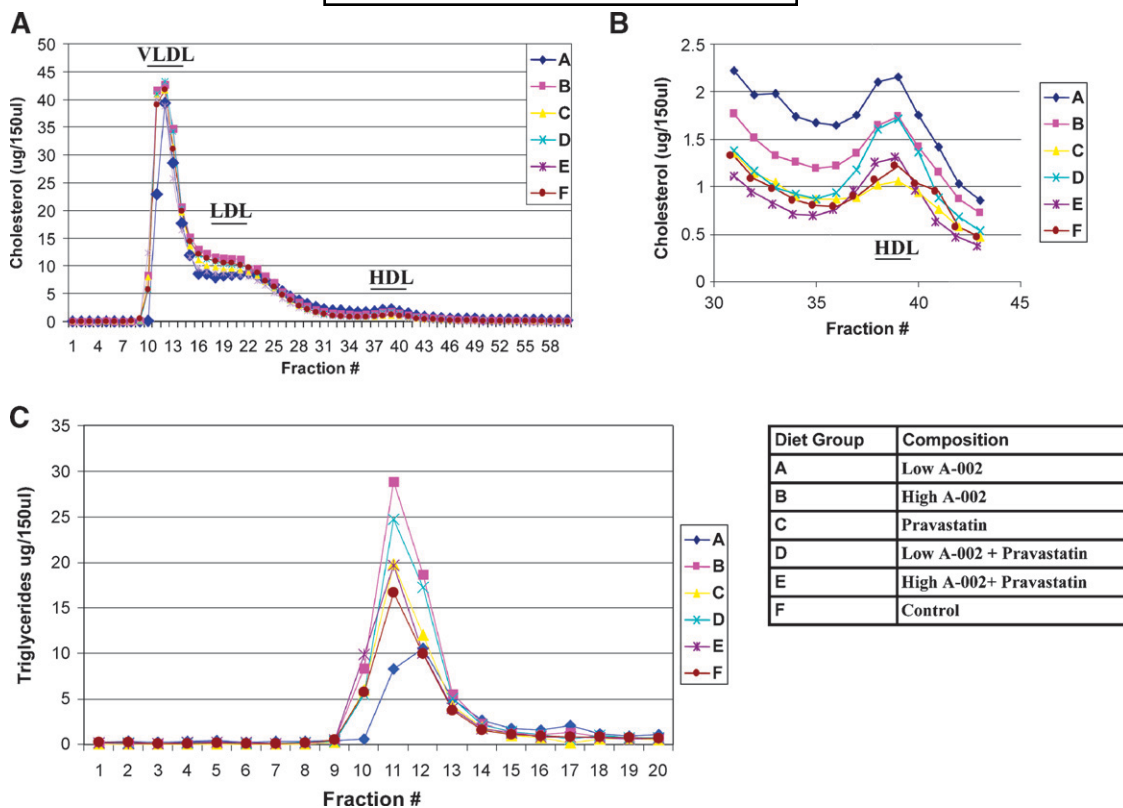 A
B
50
45
40
35
30
25
20
15
10
5
0
Cholesterol (ug/150ul)
VLDL
LDL
HDL
A
B
C
D
E
F
1 4 7 10 13 16 19 22 25 28 31 34 37 40 43 46 49 52 55 58
Fraction #
2.5
2
1.5
1
0.5
0
Cholesterol (ug/150ul)
HDL
A
B
C
D
E
F
30 35 40 45
Fraction #
C
35
30
25
20
15
10
5
0
Triglycerides ug/150ul
A
B
C
D
E
F
1 2 3 4 5 6 7 8 9 10 11 12 13 14 15 16 17 18 19 20
Fraction #
Diet Group Composition
A Low A-002
B High A-002
C Pravastatin
D Low A-002 + Pravastatin
E High A-002+ Pravastatin
F Control